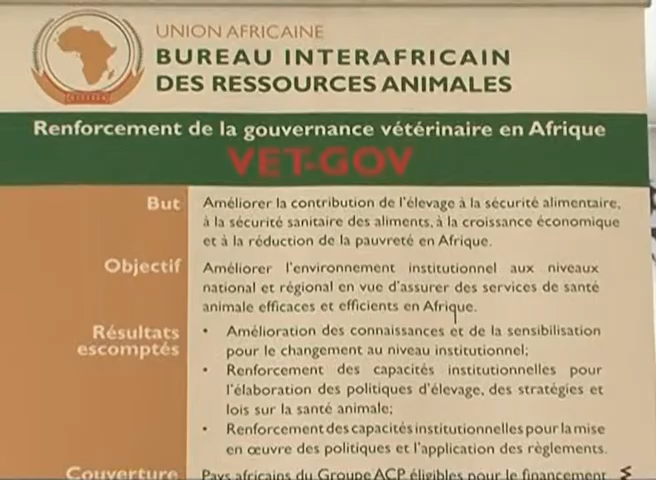 UNION AFRICAINE
BUREAU INTERAFRICAIN
DES RESSOURCES ANIMALES
Renforcement de la gouvernance vétérinaire en Afrique
VET-GOV
But
Améliorer la contribution de l'élevage à la sécurité alimentaire,
à la sécurité sanitaire des aliments, à la croissance économique
et à la réduction de la pauvreté en Afrique.
Objectif
Améliorer l'environnement institutionnel aux niveaux
national et régional en vue d'assurer des services de santé
animale efficaces et efficients en Afrique.
Résultats
escomptés
• Amélioration des connaissances et de la sensibilisation
pour le changement au niveau institutionnel;
• Renforcement des capacités institutionnelles pour
l'élaboration des politiques d'élevage, des stratégies et
lois sur la santé animale;
• Renforcement des capacités institutionnelles pour la mise
en œuvre des politiques et l'application des règlements.
Couverture
Pays africains du Groupe ACP éligibles pour le financement